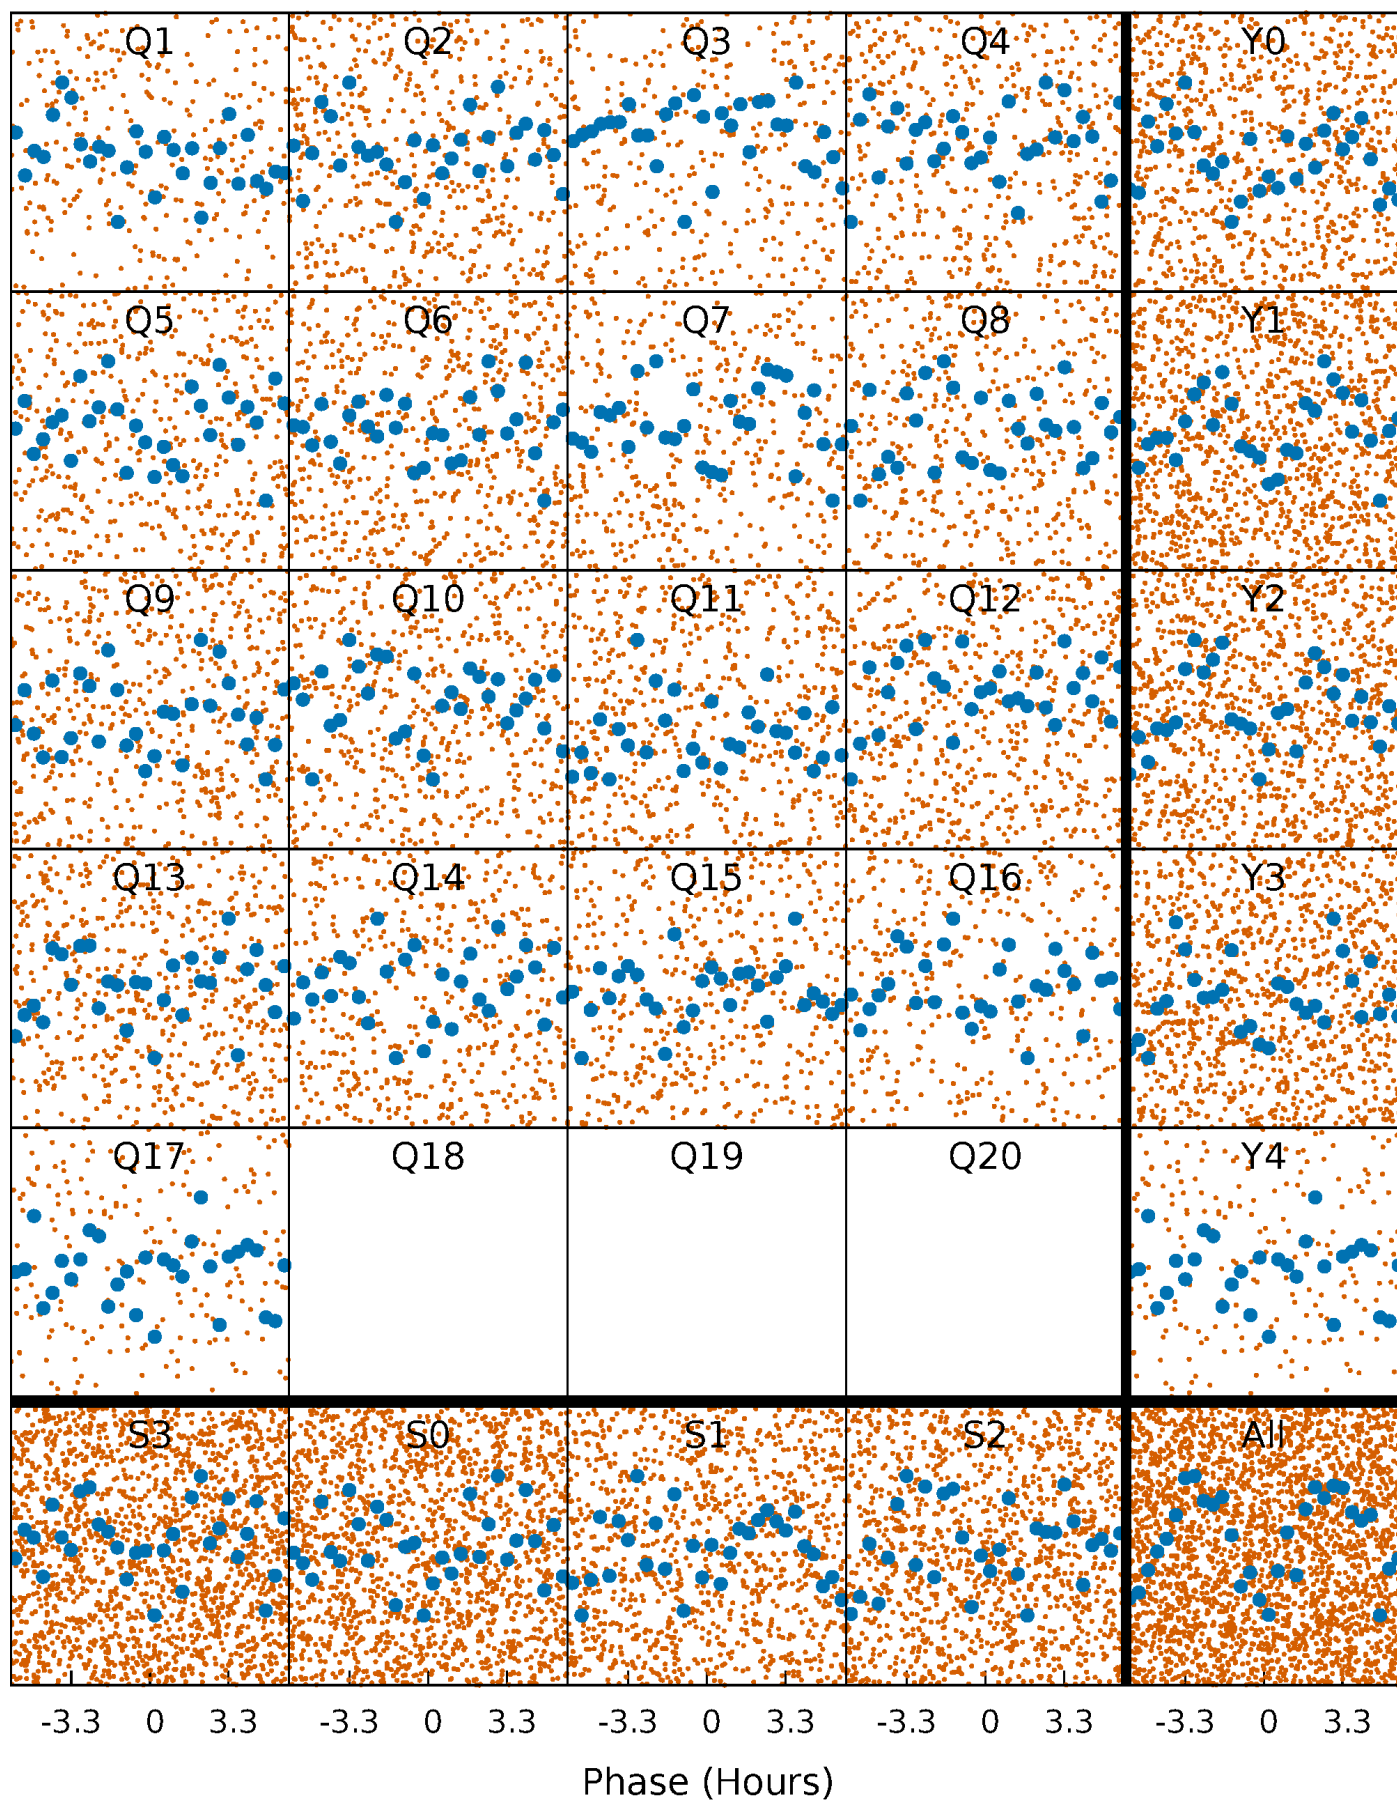 Q1 Q2 Q3 Q4 Y0
Q5 Q6 Q7 Q8 Y1
Q9 Q10 Q11 Q12 Y2
Q13 Q14 Q15 Q16 Y3
Q17 Q18 Q19 Q20 Y4
S3 S0 S1 S2 All
-3.3 0 3.3 -3.3 0 3.3 -3.3 0 3.3 -3.3 0 3.3 -3.3 0 3.3
Phase (Hours)